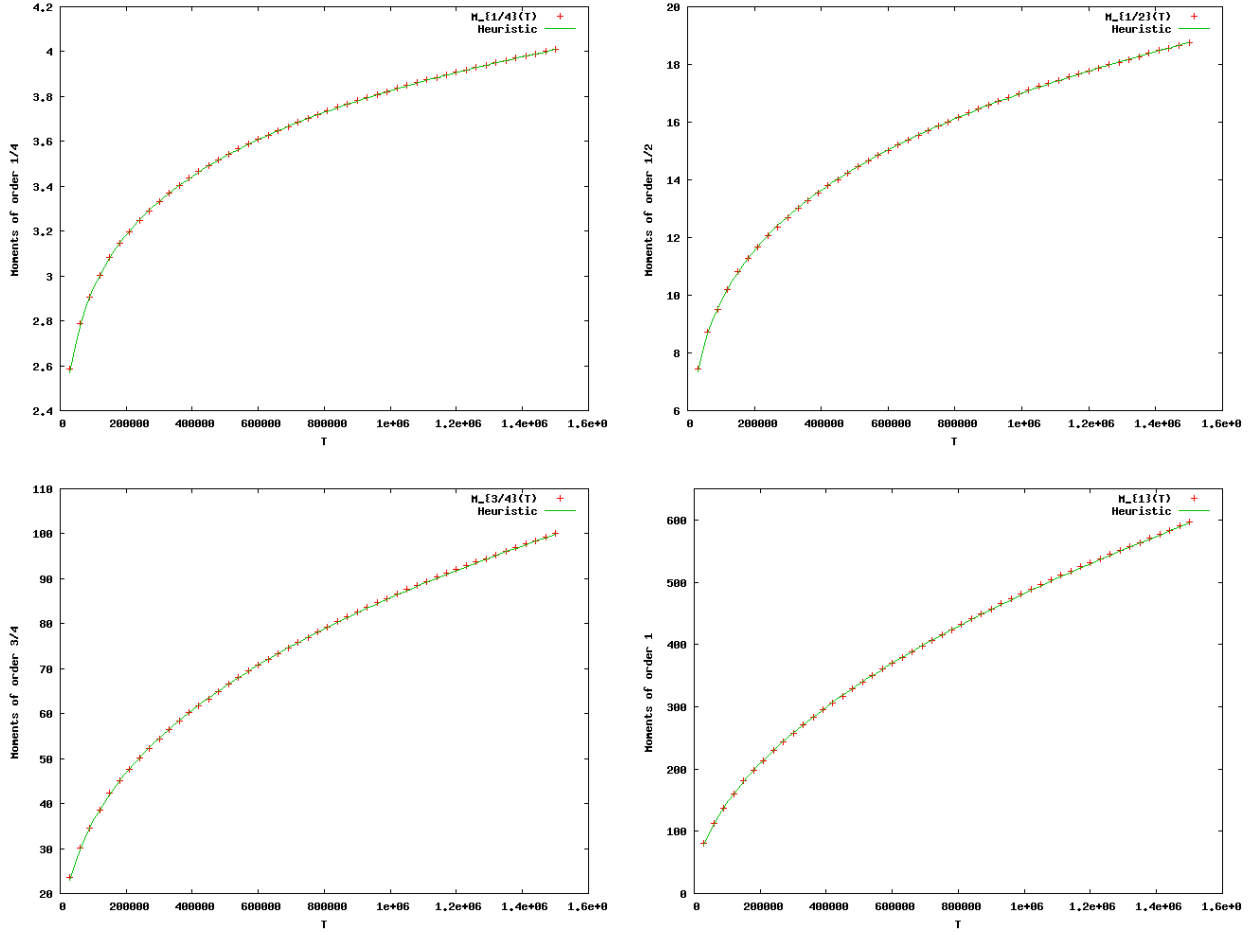 4.2
4
3.8
3.6
3.4
3.2
3
2.8
2.6
2.4
Moments of order 1/4
M_{1/4}(T)
Heuristic
0 200000 400000 600000 800000 1e+06 1.2e+06 1.4e+06 1.6e+0
T
20
18
16
14
12
10
8
6
Moments of order 1/2
M_{1/2}(T)
Heuristic
0 200000 400000 600000 800000 1e+06 1.2e+06 1.4e+06 1.6e+0
T
110
100
90
80
70
60
50
40
30
20
Moments of order 3/4
M_{3/4}(T)
Heuristic
0 200000 400000 600000 800000 1e+06 1.2e+06 1.4e+06 1.6e+0
T
600
500
400
300
200
100
0
Moments of order 1
M_{1}(T)
Heuristic
0 200000 400000 600000 800000 1e+06 1.2e+06 1.4e+06 1.6e+0
T